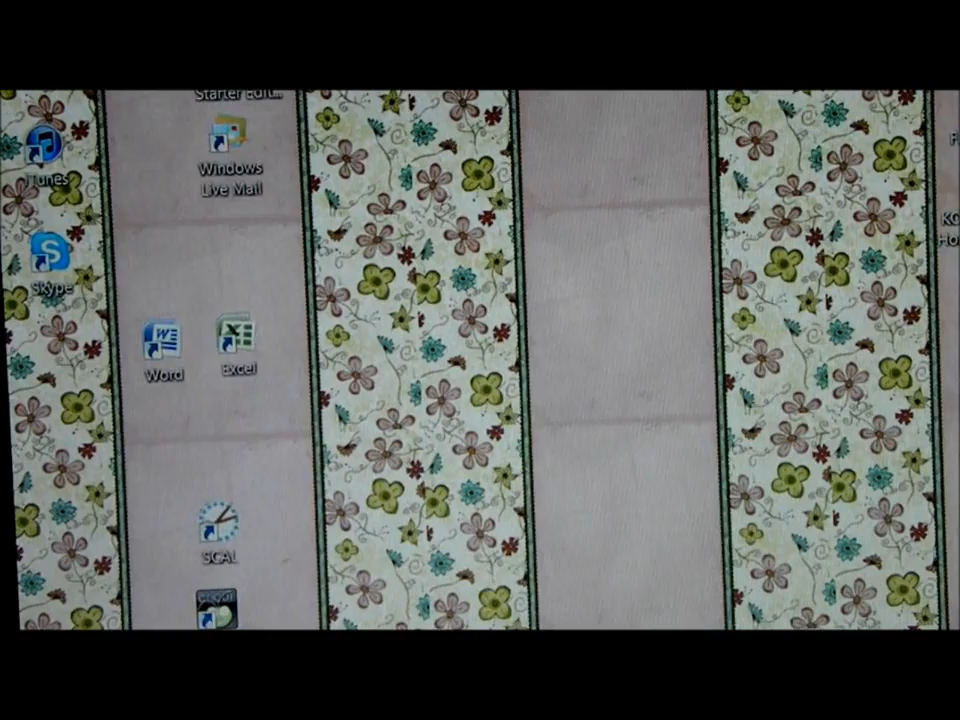 Starter Edit...
iTunes
Windows
Live Mail
Skype
Word
Excel
SCAL